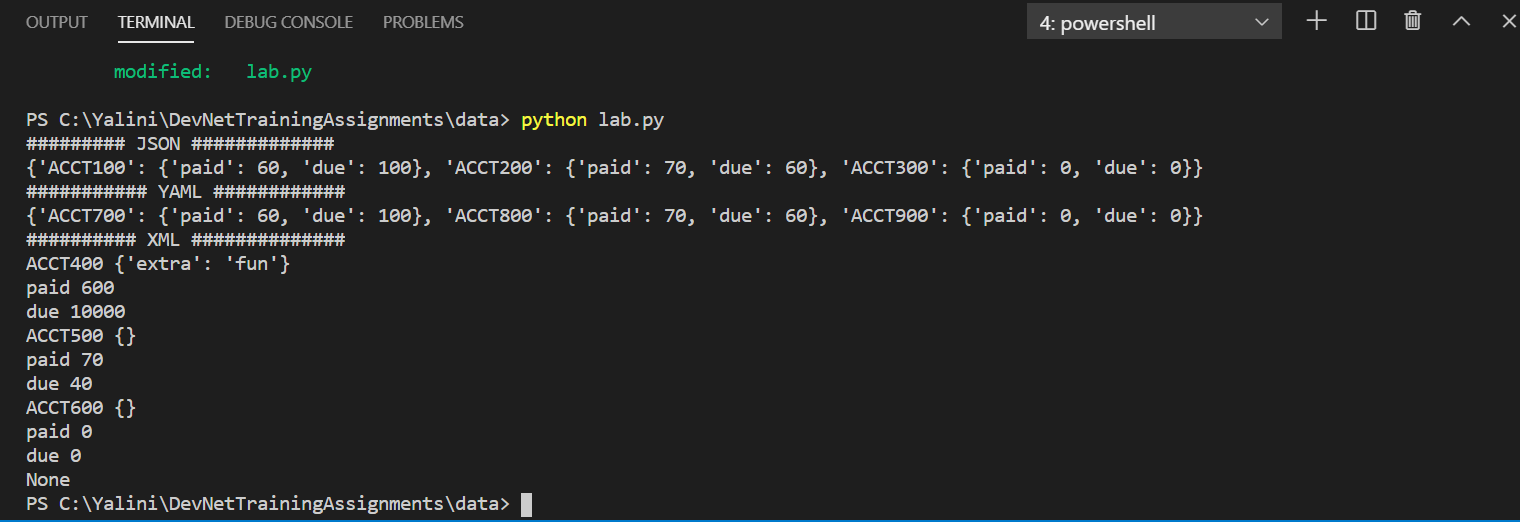 OUTPUT TERMINAL DEBUG CONSOLE PROBLEMS 4: powershell
modified: lab.py
PS C:\Yalini\DevNetTrainingAssignments\data> python lab.py
######### JSON #############
{'ACCT100': {'paid': 60, 'due': 100}, 'ACCT200': {'paid': 70, 'due': 60}, 'ACCT300': {'paid': 0, 'due': 0}}
########### YAML ############
{'ACCT700': {'paid': 60, 'due': 100}, 'ACCT800': {'paid': 70, 'due': 60}, 'ACCT900': {'paid': 0, 'due': 0}}
########## XML ##############
ACCT400 {'extra': 'fun'}
paid 600
due 10000
ACCT500 {}
paid 70
due 40
ACCT600 {}
paid 0
due 0
None
PS C:\Yalini\DevNetTrainingAssignments\data>